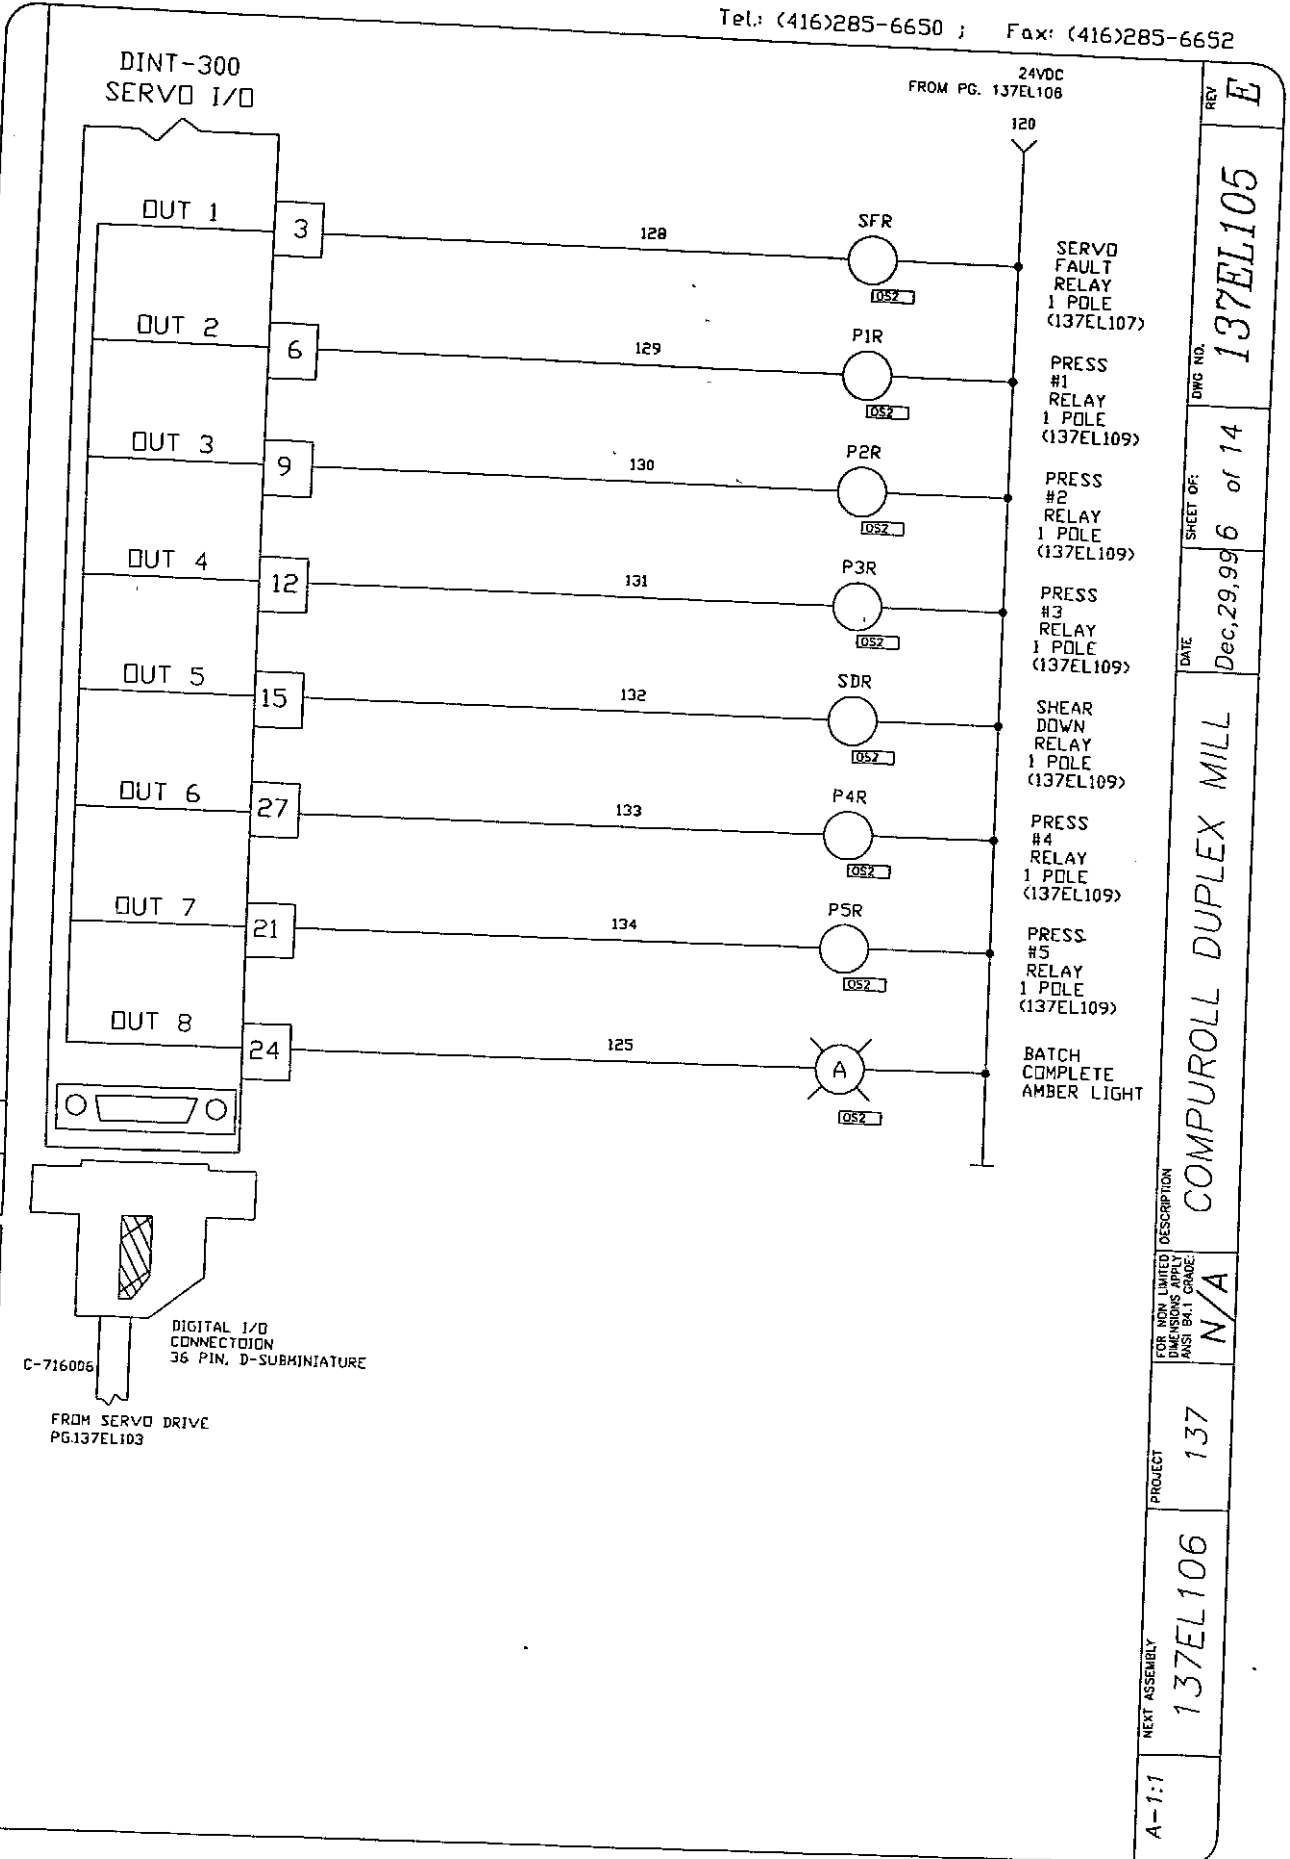 Tel.: (416)285-6650 ; Fax: (416)285-6652
DINT-300
SERVO I/O
24VDC
FROM PG. 137EL106
120
OUT 1
3
128
SFR
OS2
SERVO
FAULT
RELAY
1 POLE
(137EL107)
OUT 2
6
129
P1R
OS2
PRESS
#1
RELAY
1 POLE
(137EL109)
OUT 3
9
130
P2R
OS2
PRESS
#2
RELAY
1 POLE
(137EL109)
OUT 4
12
131
P3R
OS2
PRESS
#3
RELAY
1 POLE
(137EL109)
OUT 5
15
132
SDR
OS2
SHEAR
DOWN
RELAY
1 POLE
(137EL109)
OUT 6
27
133
P4R
OS2
PRESS
#4
RELAY
1 POLE
(137EL109)
OUT 7
21
134
P5R
OS2
PRESS
#5
RELAY
1 POLE
(137EL109)
OUT 8
24
125
A
OS2
BATCH
COMPLETE
AMBER LIGHT
DIGITAL I/O
CONNECTOION
36 PIN, D-SUBMINIATURE
C-716006
FROM SERVO DRIVE
PG.137EL103
A-1:1
NEXT ASSEMBLY
137EL106
PROJECT
137
FOR NON LIMITED
DIMENSIONS APPLY
ANSI B4.1 GRADE:
N/A
DESCRIPTION
COMPUROLL DUPLEX MILL
DATE
Dec,29,99
SHEET OF:
6 of 14
DWG NO.
137EL105
REV
E